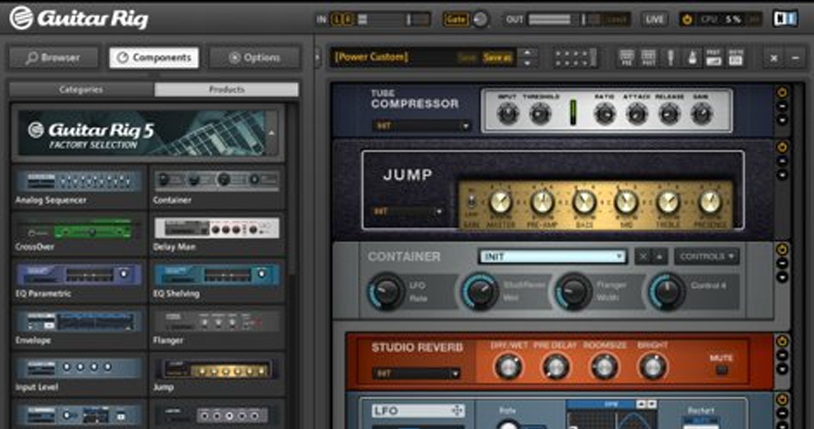 Guitar Rig
IN L R
Gate
OUT
LIVE
CPU 5 %
Browser
Components
Options
[Power Custom]
Save
Save as
Categories
Products
Guitar Rig 5
FACTORY SELECTION
Analog Sequencer
Container
CrossOver
Delay Man
EQ Parametric
EQ Shelving
Envelope
Flanger
Input Level
Jump
TUBE
COMPRESSOR
INIT
INPUT THRESHOLD RATIO ATTACK RELEASE GAIN
JUMP
INIT
MASTER PRE-AMP BASS MID TREBLE PRESENCE
CONTAINER
INIT
CONTROLS
LFO
Rate
Flanger
Width
Control 4
STUDIO REVERB
INIT
DRY/WET PRE DELAY ROOMSIZE BRIGHT
MUTE
LFO
Rate
Restart